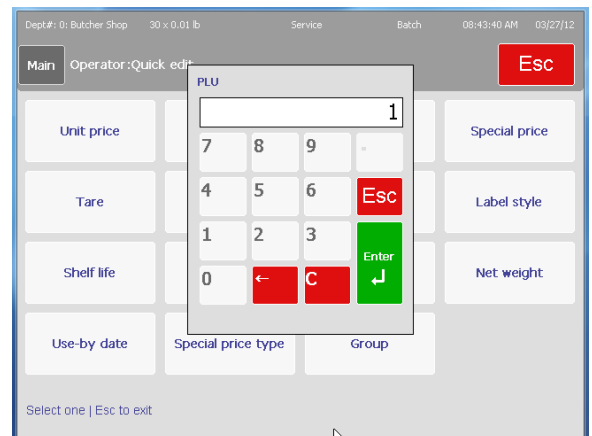 Dept#: 0: Butcher Shop 30 x 0.01 lb Service Batch 08:43:40 AM 03/27/12
Main Operator:Quick edit Esc
PLU
1
Unit price Special price
7 8 9 .
4 5 6 Esc
Tare Label style
1 2 3 Enter
Shelf life Net weight
0 ← C ↵
Use-by date Special price type Group
Select one | Esc to exit